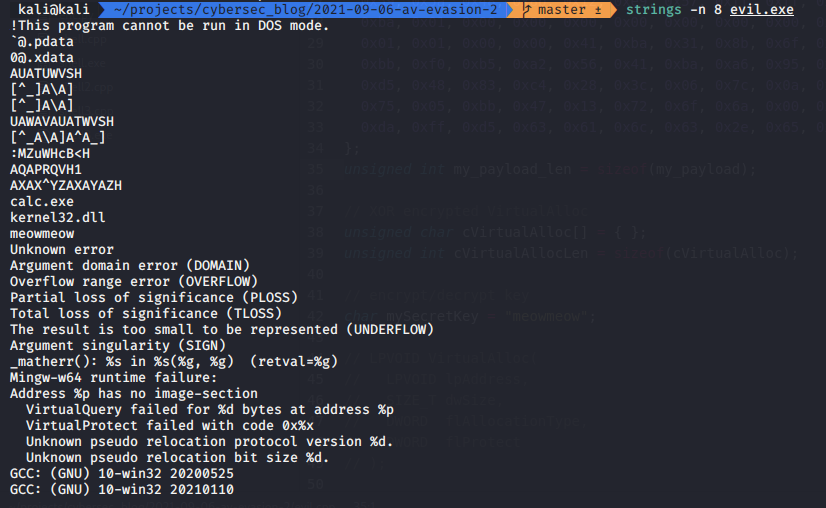 kali@kali ~/projects/cybersec_blog/2021-09-06-av-evasion-2 master ± strings -n 8 evil.exe
!This program cannot be run in DOS mode.
`@.pdata
0@.xdata
AUATUWVSH
[^_]A\A]
[^_]A\A]
UAWAVAUATWVSH
[^_A\A]A^A_]
:MZuWHcB<H
AQAPRQVH1
AXAX^YZAXAYAZH
calc.exe
kernel32.dll
meowmeow
Unknown error
Argument domain error (DOMAIN)
Overflow range error (OVERFLOW)
Partial loss of significance (PLOSS)
Total loss of significance (TLOSS)
The result is too small to be represented (UNDERFLOW)
Argument singularity (SIGN)
_matherr(): %s in %s(%g, %g)  (retval=%g)
Mingw-w64 runtime failure:
Address %p has no image-section
  VirtualQuery failed for %d bytes at address %p
  VirtualProtect failed with code 0x%x
  Unknown pseudo relocation protocol version %d.
  Unknown pseudo relocation bit size %d.
GCC: (GNU) 10-win32 20200525
GCC: (GNU) 10-win32 20210110